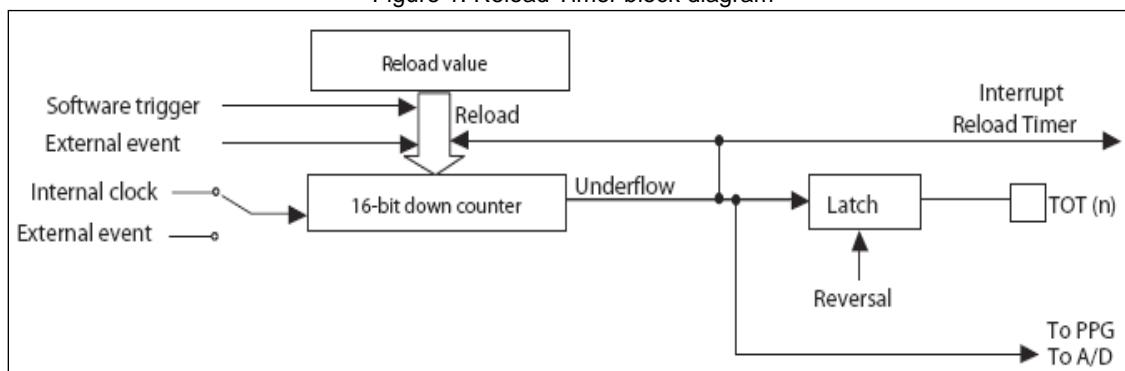 Figure 1. Reload Timer block diagram
Reload value
Software trigger
Reload
Interrupt
Reload Timer
External event
Internal clock
Underflow
16-bit down counter
Latch
TOT (n)
External event
Reversal
To PPG
To A/D